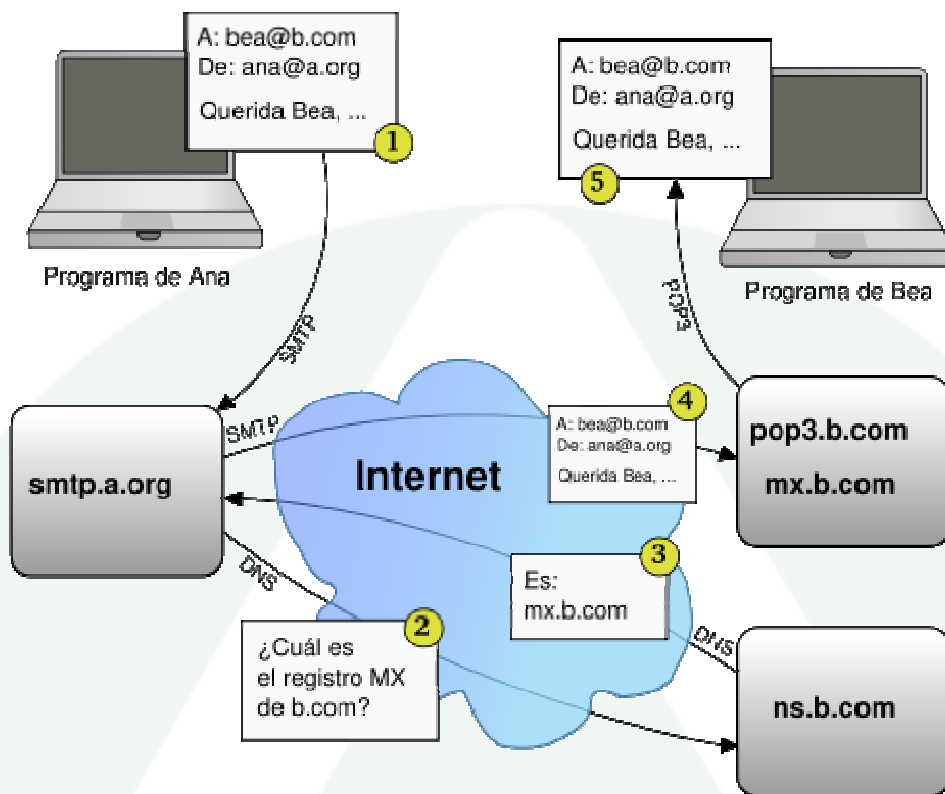 A: bea@b.com
De: ana@a.org
Querida Bea, ...
1
Programa de Ana
A: bea@b.com
De: ana@a.org
Querida Bea, ...
5
Programa de Bea
SMTP
POP3
smtp.a.org
SMTP
Internet
A: bea@b.com
De: ana@a.org
Querida Bea, ...
4
pop3.b.com
mx.b.com
DNS
Es:
mx.b.com
3
DNS
¿Cuál es
el registro MX
de b.com?
2
ns.b.com